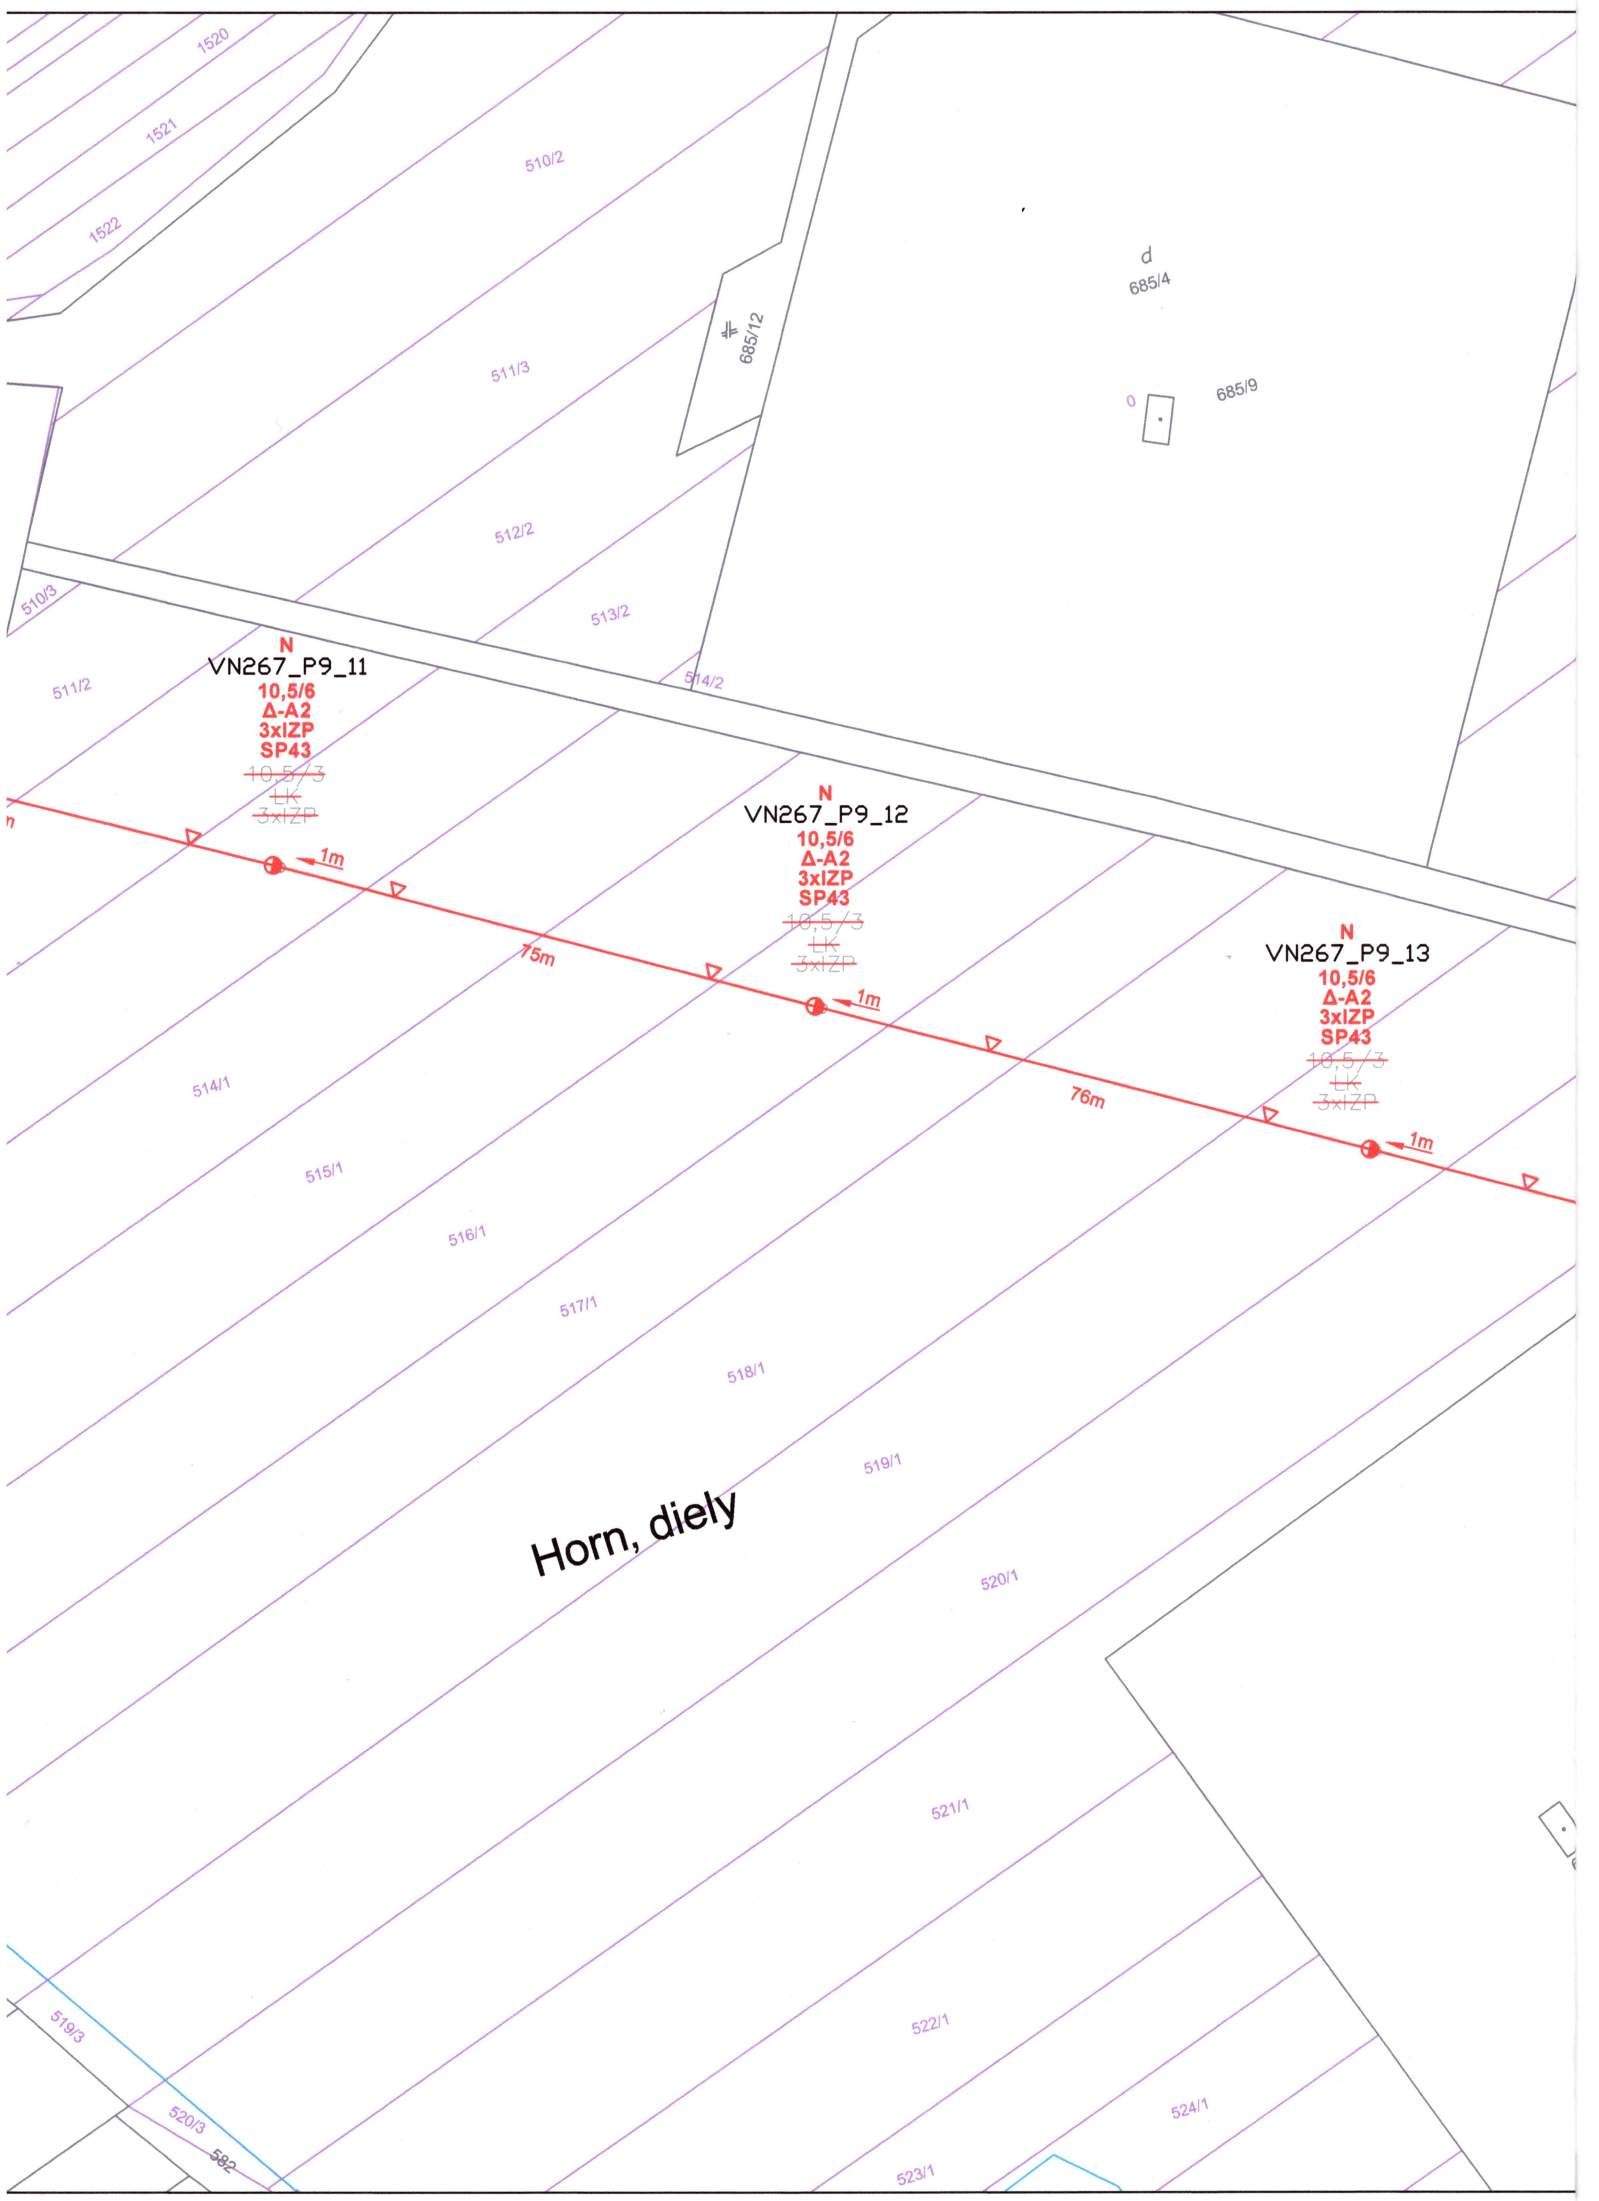 1520
1521
1522
510/2
d
685/4
685/12
511/3
0
685/9
512/2
510/3
513/2
514/2
511/2
N
VN267_P9_11
10,5/6
Δ-A2
3xIZP
SP43
10,5/3
LK
3xIZP
1m
75m
N
VN267_P9_12
10,5/6
Δ-A2
3xIZP
SP43
10,5/3
LK
3xIZP
1m
76m
N
VN267_P9_13
10,5/6
Δ-A2
3xIZP
SP43
10,5/3
LK
3xIZP
1m
514/1
515/1
516/1
517/1
518/1
519/1
Horn, diely
520/1
521/1
519/3
522/1
520/3
582
524/1
523/1